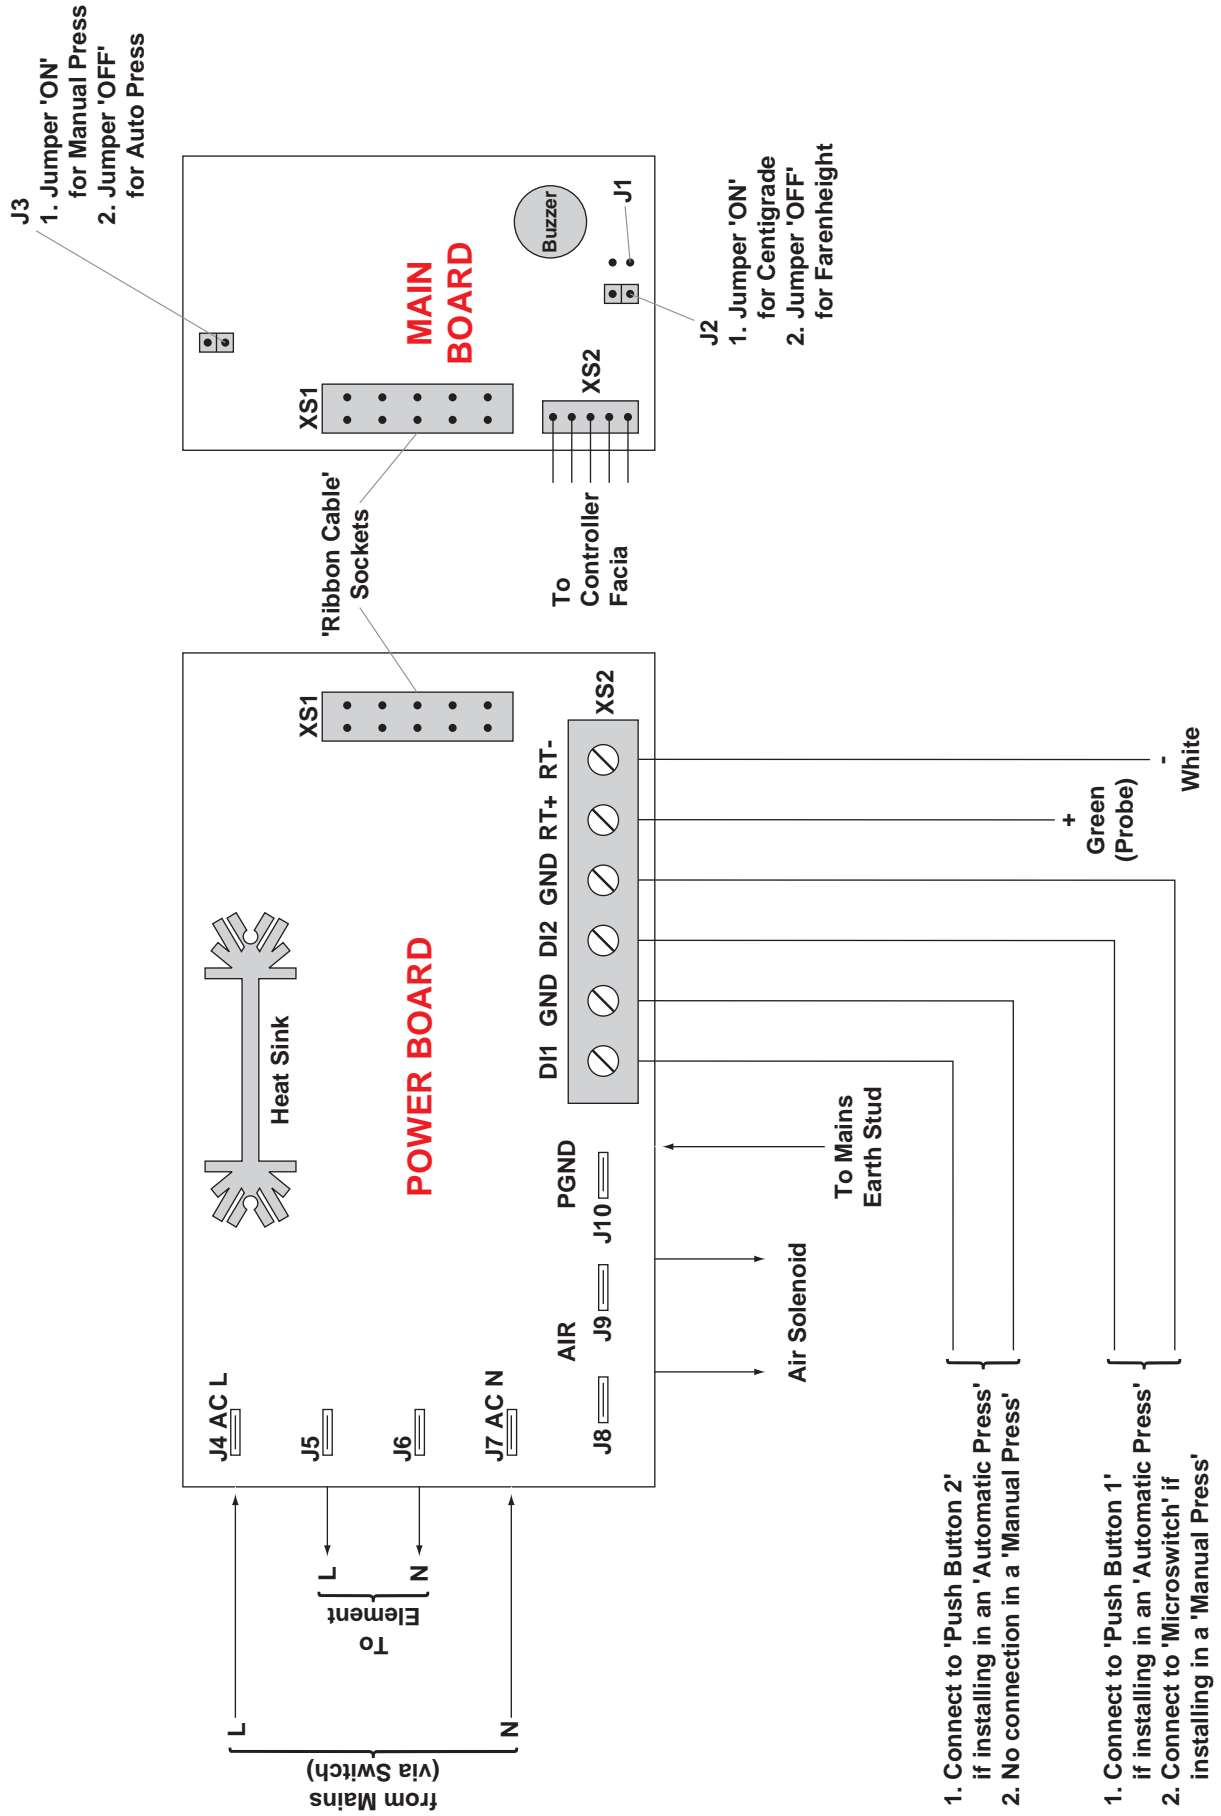 from Mains
(via Switch)
L
N
To
Element
L
N
J4 AC L
J5
J6
J7 AC N
J8
AIR
J9
PGND
J10
Heat Sink
POWER BOARD
XS1
DI1
GND
DI2
GND
RT+
RT-
XS2
Air Solenoid
To Mains
Earth Stud
+
Green
(Probe)
-
White
1. Connect to 'Push Button 2'
if installing in an 'Automatic Press'
2. No connection in a 'Manual Press'
1. Connect to 'Push Button 1'
if installing in an 'Automatic Press'
2. Connect to 'Microswitch' if
installing in a 'Manual Press'
'Ribbon Cable'
Sockets
To
Controller
Facia
XS1
XS2
MAIN
BOARD
Buzzer
J1
J3
1. Jumper 'ON'
for Manual Press
2. Jumper 'OFF'
for Auto Press
J2
1. Jumper 'ON'
for Centigrade
2. Jumper 'OFF'
for Farenheight